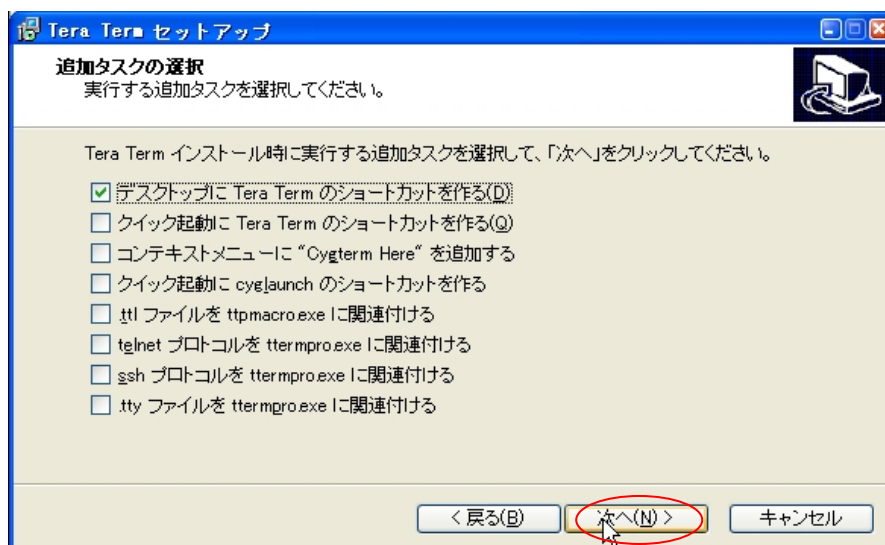 Tera Term セットアップ
追加タスクの選択
実行する追加タスクを選択してください。
Tera Term インストール時に実行する追加タスクを選択して、「次へ」をクリックしてください。
デスクトップに Tera Term のショートカットを作る(D)
クイック起動に Tera Term のショートカットを作る(Q)
コンテキストメニューに "Cygterm Here" を追加する
クイック起動に cyglaunch のショートカットを作る
.ttl ファイルを ttpmacro.exe に関連付ける
telnet プロトコルを ttermpro.exe に関連付ける
ssh プロトコルを ttermpro.exe に関連付ける
.tty ファイルを ttermpro.exe に関連付ける
< 戻る(B) 次へ(N) > キャンセル